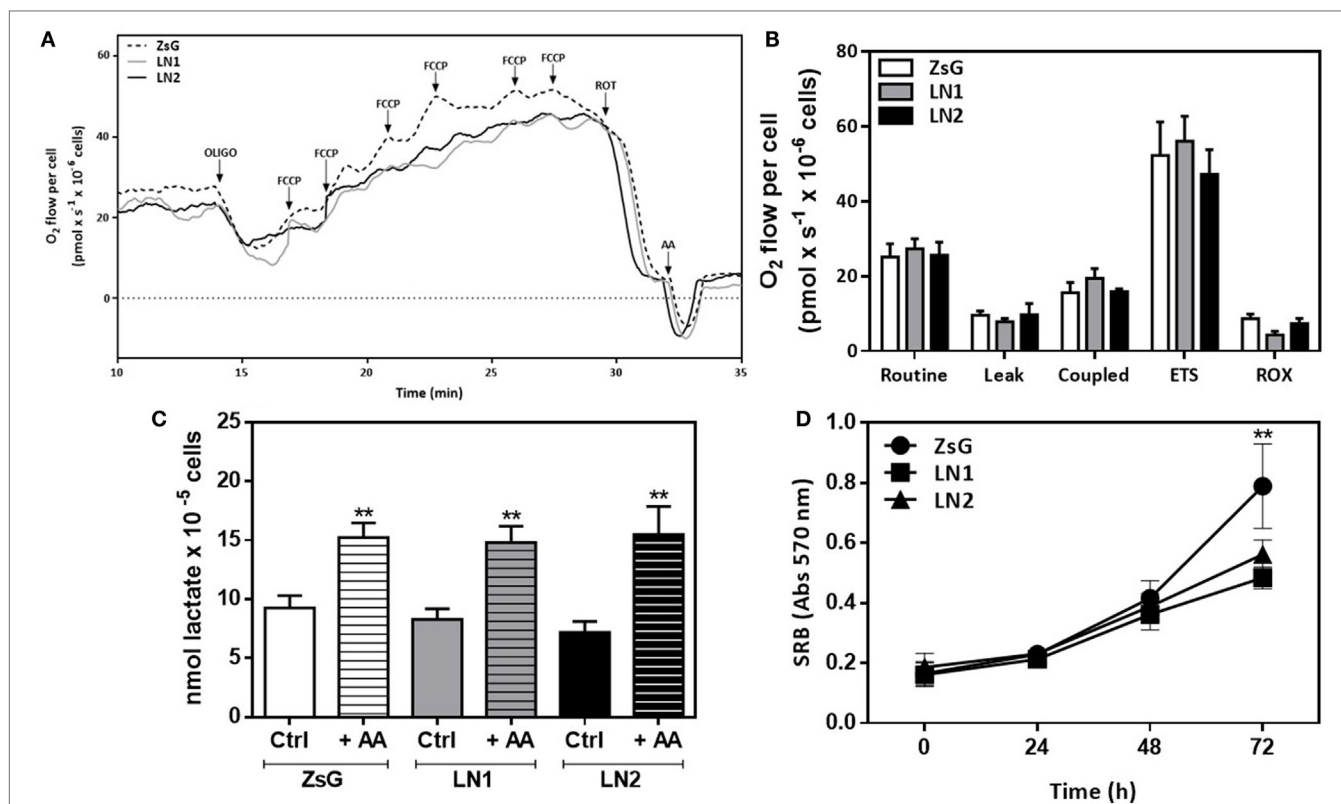 A
ZsG
LN1
LN2
60
40
20
0
O2 flow per cell
(pmol x s-1 x 10-6 cells)
OLIGO
FCCP
FCCP
FCCP
FCCP
FCCP
FCCP
ROT
AA
10 15 20 25 30 35
Time (min)
B
ZsG
LN1
LN2
80
60
40
20
0
O2 flow per cell
(pmol x s-1 x 10-6 cells)
Routine Leak Coupled ETS ROX
C
25
20
15
10
5
0
nmol lactate x 10 -5 cells
** ** **
Ctrl + AA Ctrl + AA Ctrl + AA
ZsG LN1 LN2
D
ZsG
LN1
LN2
**
1.0
0.8
0.6
0.4
0.2
0.0
SRB (Abs 570 nm)
0 24 48 72
Time (h)